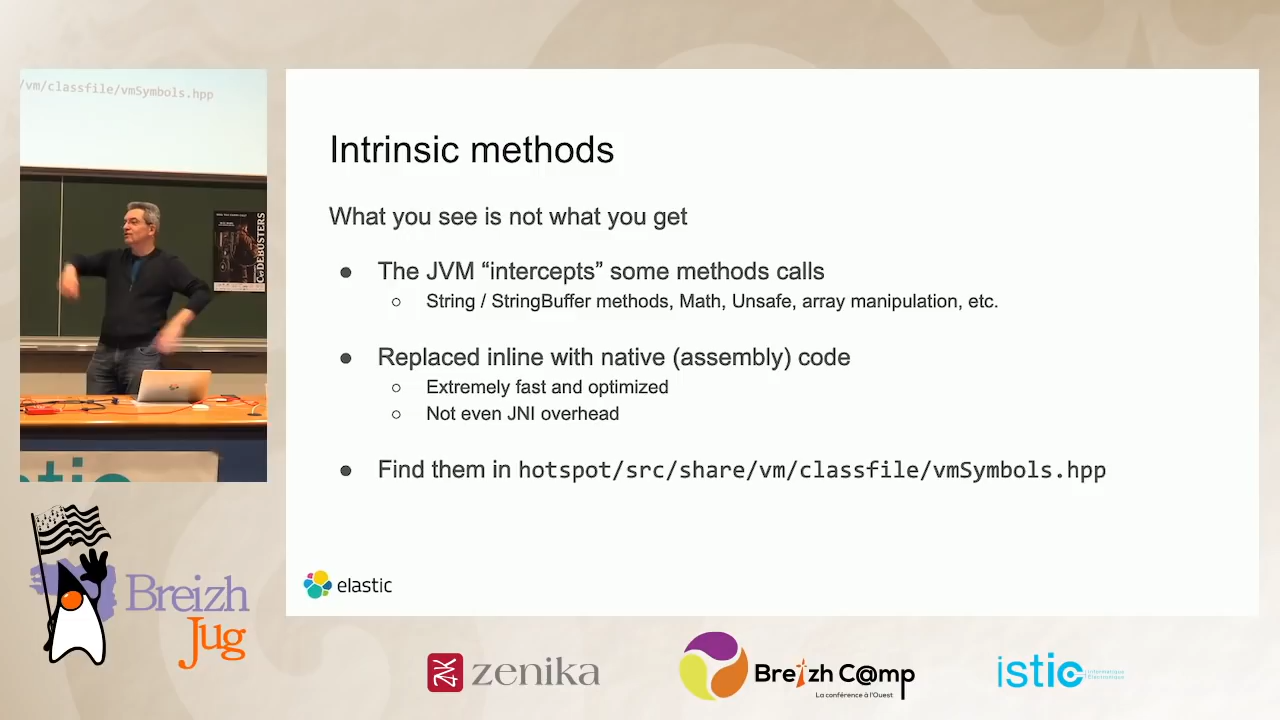 /vm/classfile/vmSymbols.hpp
CODEBUSTERS
Intrinsic methods
What you see is not what you get
● The JVM “intercepts” some methods calls
○ String / StringBuffer methods, Math, Unsafe, array manipulation, etc.
● Replaced inline with native (assembly) code
○ Extremely fast and optimized
○ Not even JNI overhead
● Find them in hotspot/src/share/vm/classfile/vmSymbols.hpp
elastic
Breizh
Jug
zenika
Breizh C@mp
La conférence à l'Ouest
istic
Informatique
Électronique